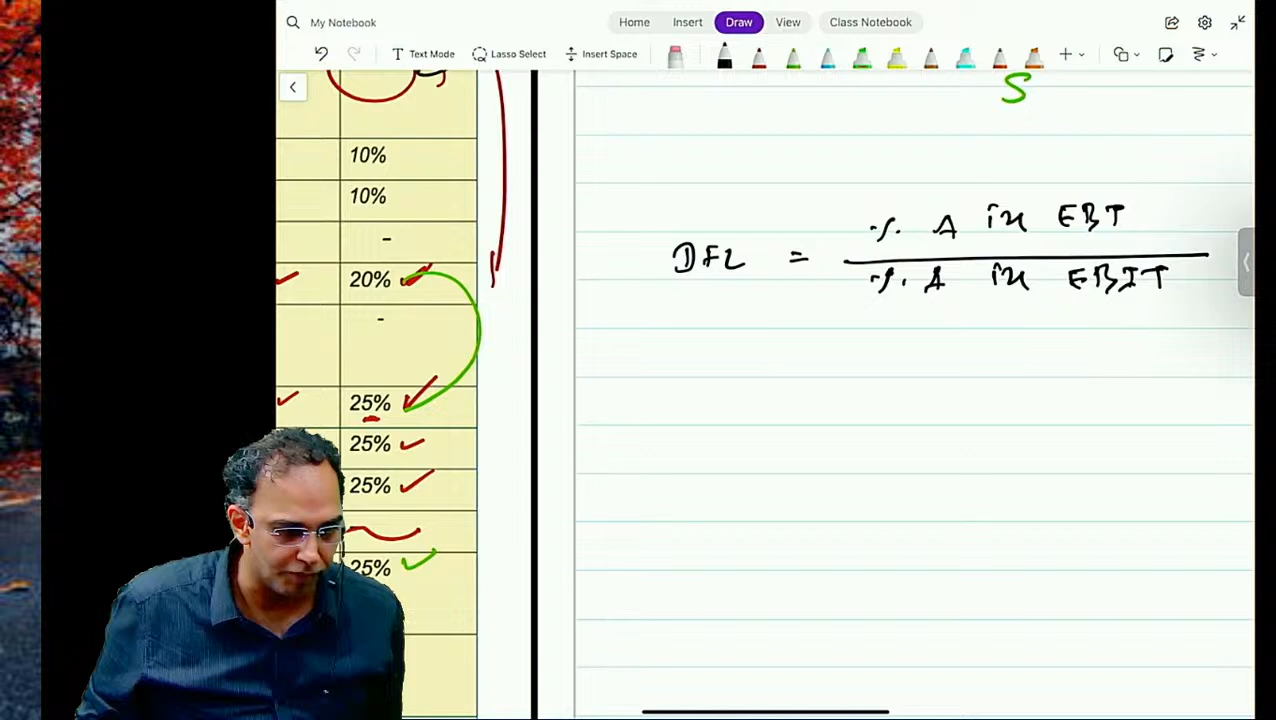 My Notebook
Home Insert Draw View Class Notebook
Text Mode Lasso Select Insert Space
S
10%
10%
-
20%
-
25%
25%
25%
25%
% Δ in EBT
DFL =
% Δ in EBIT